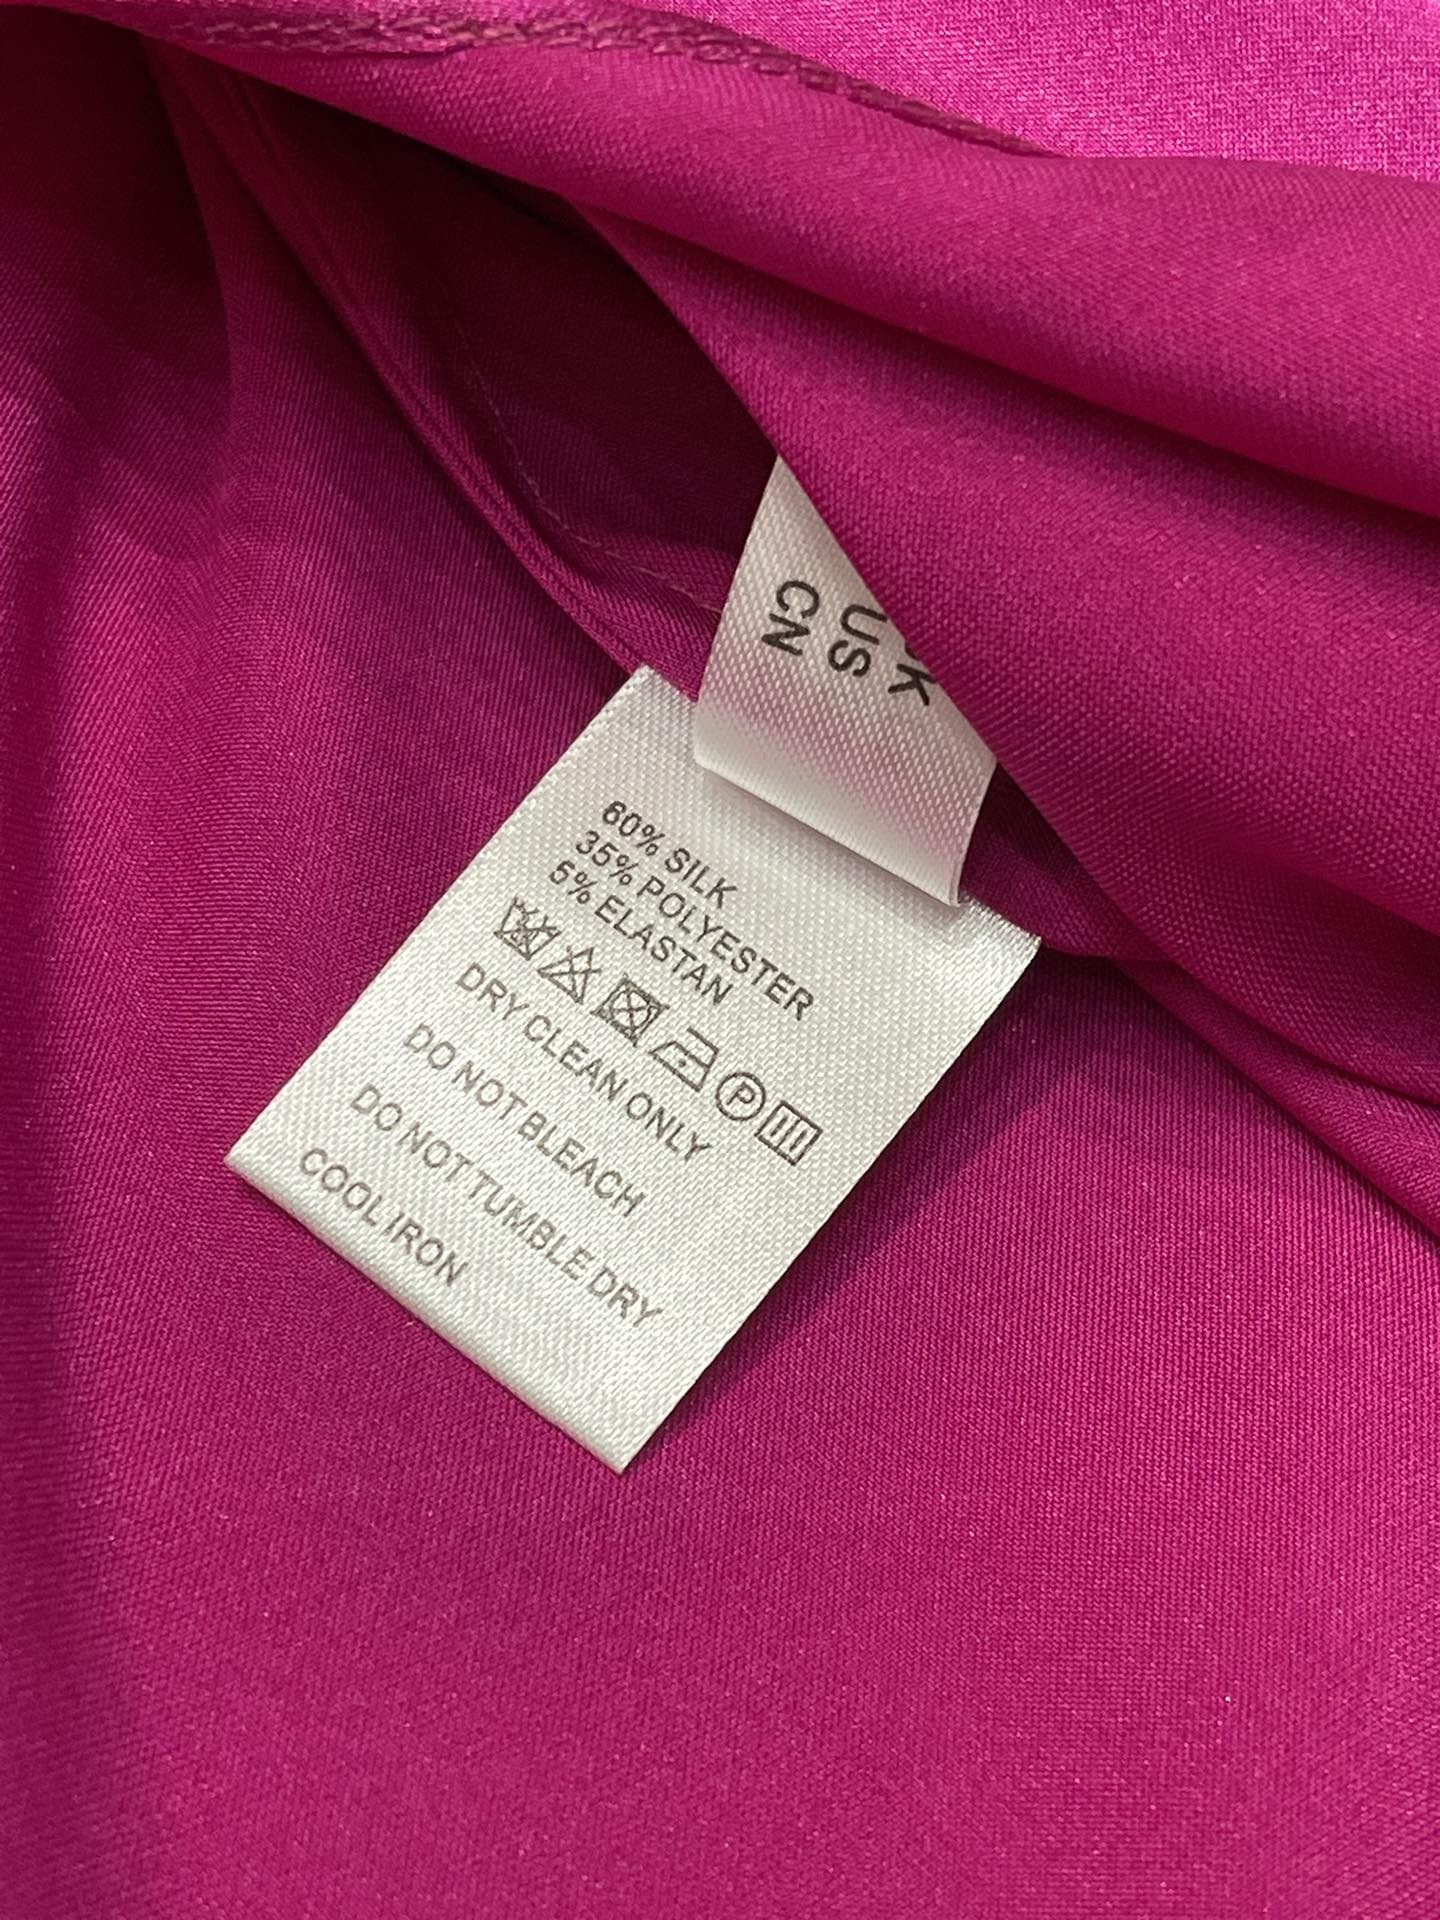 CN
US
60% SILK
35% POLYESTER
5% ELASTAN
P
DRY CLEAN ONLY
DO NOT BLEACH
DO NOT TUMBLE DRY
COOL IRON